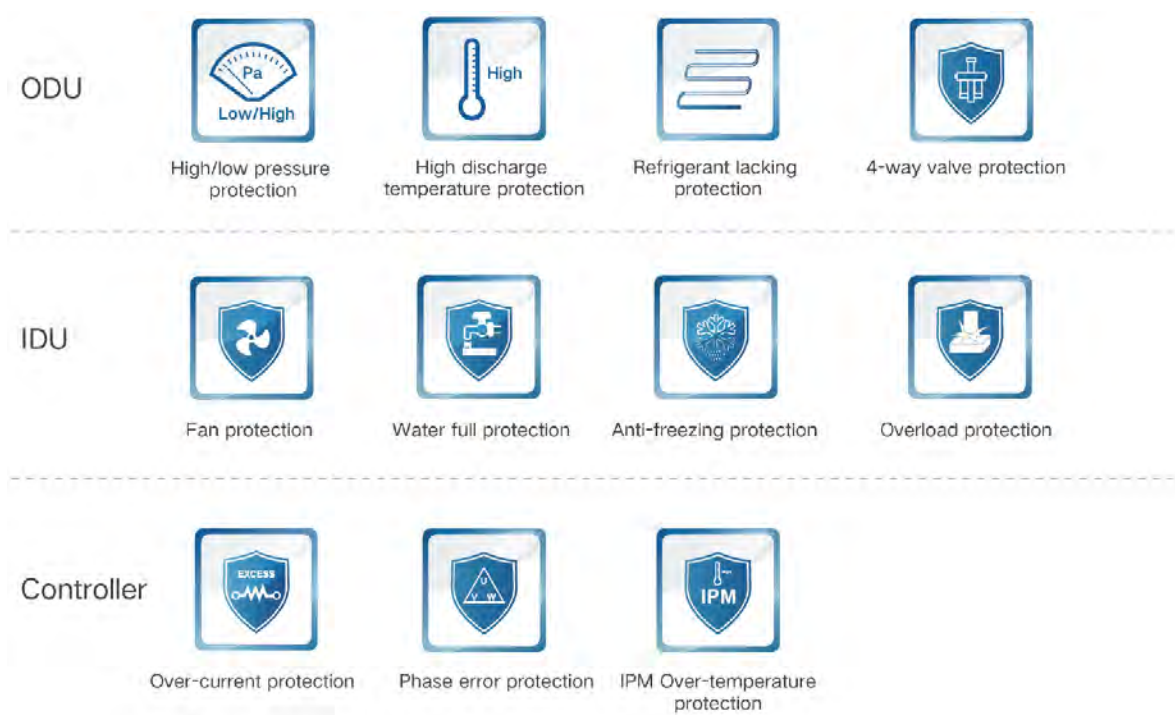 ODU
Pa
Low/High
High
High/low pressure
protection
High discharge
temperature protection
Refrigerant lacking
protection
4-way valve protection
IDU
Fan protection
Water full protection
Anti-freezing protection
Overload protection
Controller
EXCESS
U
V W
IPM
Over-current protection
Phase error protection
IPM Over-temperature
protection